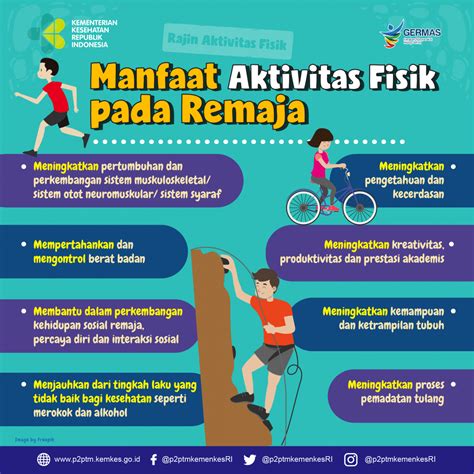 KEMENTERIAN
KESEHATAN
REPUBLIK
INDONESIA
GERMAS
Rajin Aktivitas Fisik
Manfaat Aktivitas Fisik
pada Remaja
• Meningkatkan pertumbuhan dan
perkembangan sistem muskuloskeletal/
sistem otot neuromuskular/ sistem syaraf
Meningkatkan •
pengetahuan dan
kecerdasan
• Mempertahankan dan
mengontrol berat badan
Meningkatkan kreativitas, •
produktivitas dan prestasi akademis
• Membantu dalam perkembangan
kehidupan sosial remaja,
percaya diri dan interaksi sosial
Meningkatkan kemampuan •
dan ketrampilan tubuh
• Menjauhkan dari tingkah laku yang
tidak baik bagi kesehatan seperti
merokok dan alkohol
Meningkatkan proses •
pemadatan tulang
Image by Freepik
www.p2ptm.kemkes.go.id @p2ptmkemenkesRI @p2ptmkemenkesRI @p2ptmkemenkesRI